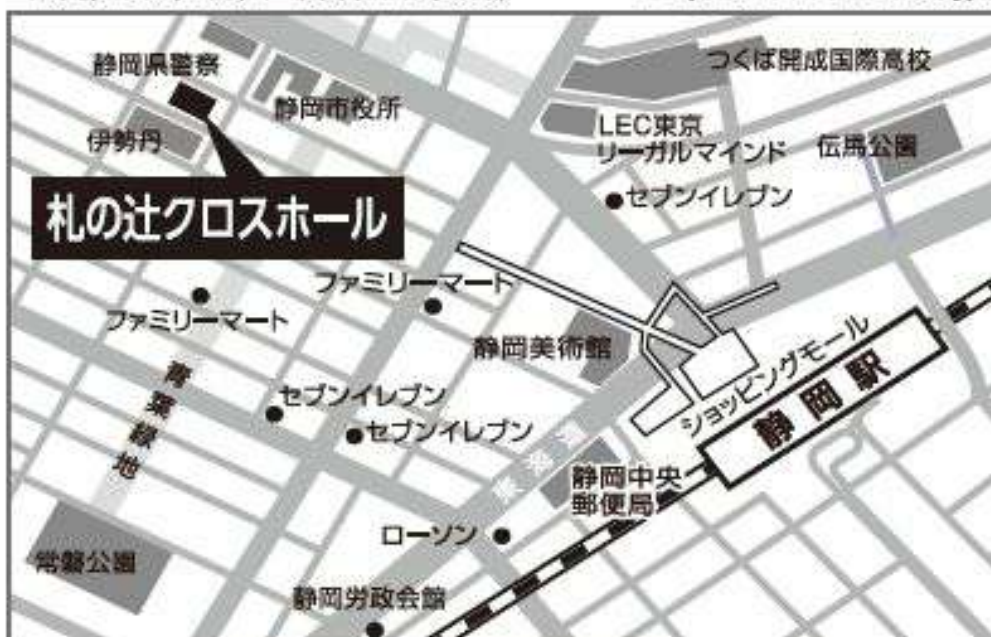 静岡県警察
静岡市役所
つくば開成国際高校
伊勢丹
LEC東京
リーガルマインド
伝馬公園
セブンイレブン
札の辻クロスホール
ファミリーマート
ファミリーマート
静岡美術館
ショッピングモール
静岡駅
青葉緑地
セブンイレブン
セブンイレブン
静岡中央
郵便局
ローソン
常磐公園
静岡労政会館